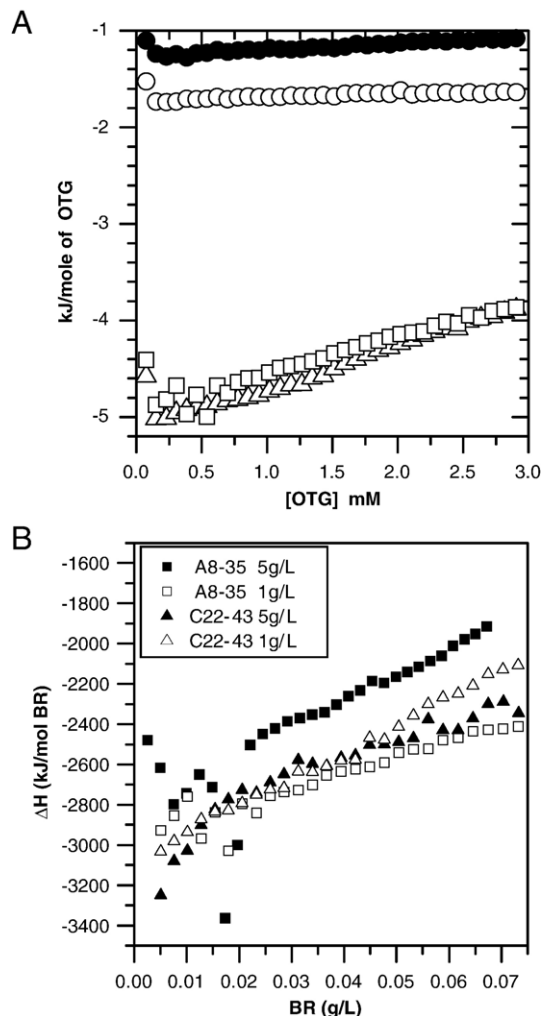 A
-1
-2
-3
-4
-5
kJ/mole of OTG
0.0 0.5 1.0 1.5 2.0 2.5 3.0
[OTG] mM
B
-1600
-1800
-2000
-2200
-2400
-2600
-2800
-3000
-3200
-3400
ΔH (kJ/mol BR)
A8-35 5g/L
A8-35 1g/L
C22-43 5g/L
C22-43 1g/L
0.00 0.01 0.02 0.03 0.04 0.05 0.06 0.07
BR (g/L)